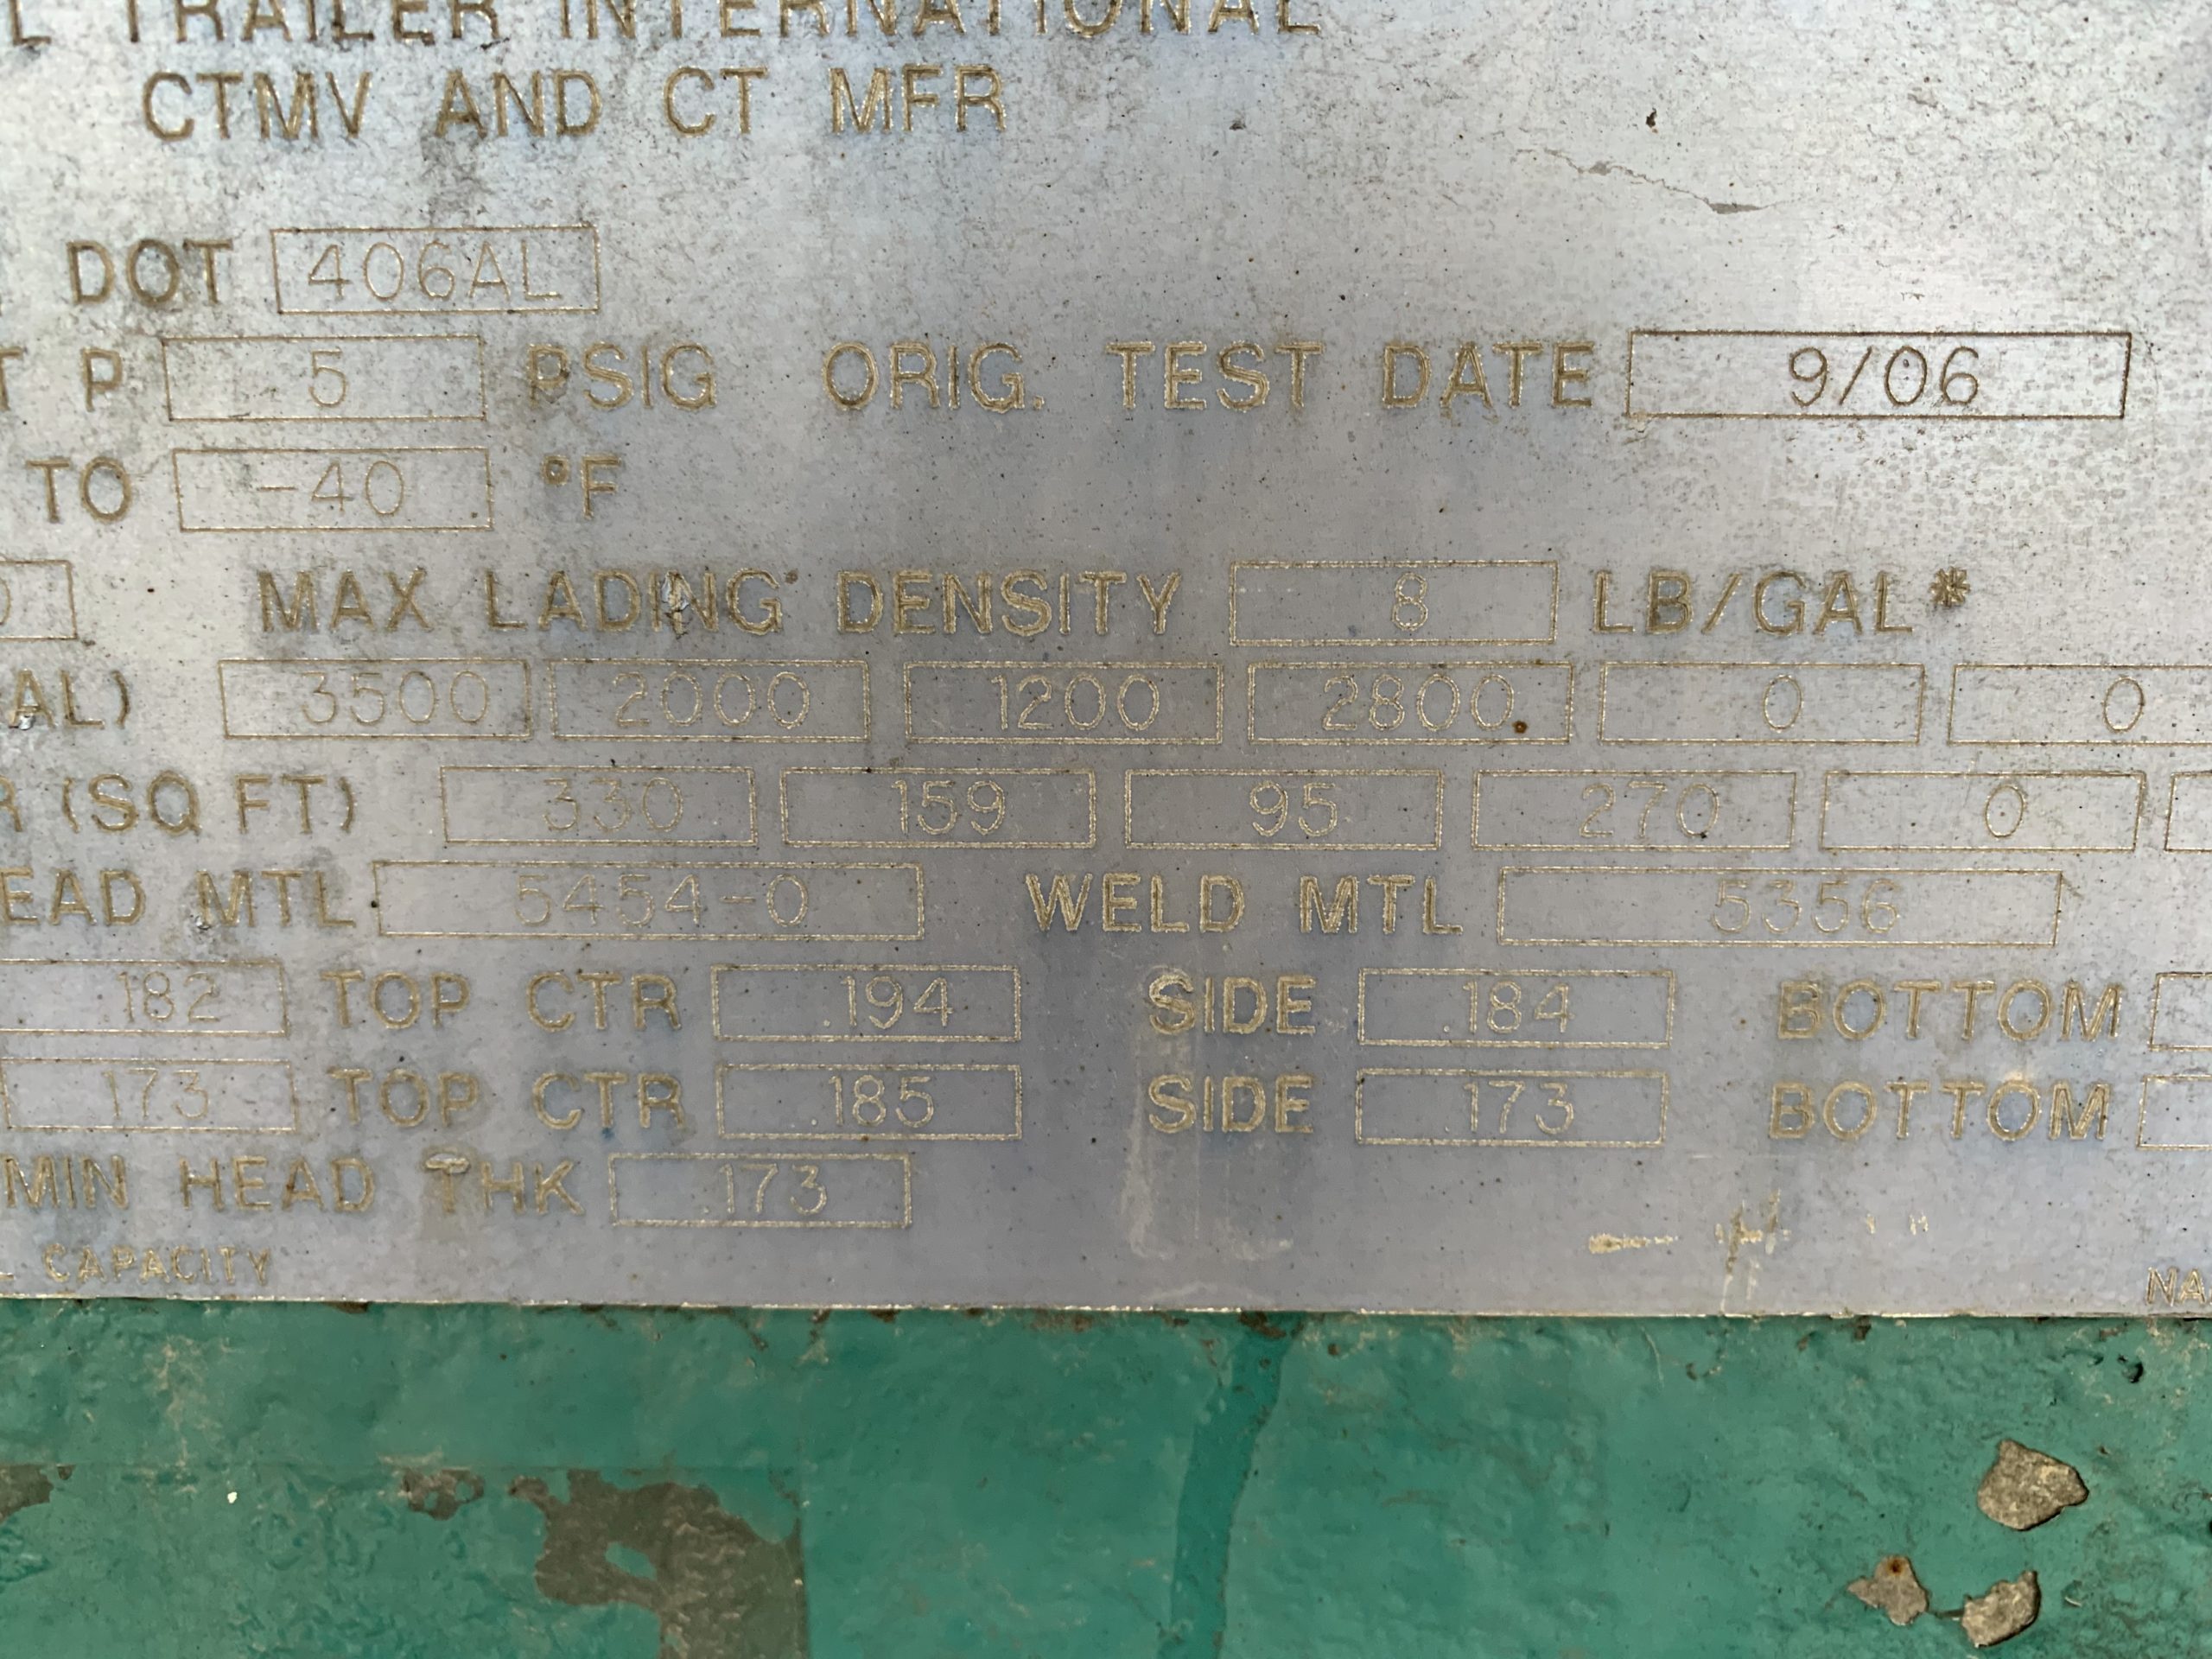 L TRAILER INTERNATIONAL
CTMV AND CT MFR
DOT 406AL
T P 5 PSIG ORIG. TEST DATE 9/06
TO -40 °F
MAX LADING DENSITY 8 LB/GAL*
AL) 3500 2000 1200 2800 0 0
R (SQ FT) 330 159 95 270 0
EAD MTL 5454-0 WELD MTL 5356
.182 TOP CTR .194 SIDE .184 BOTTOM
.173 TOP CTR .185 SIDE .173 BOTTOM
MIN HEAD THK .173
L CAPACITY NA